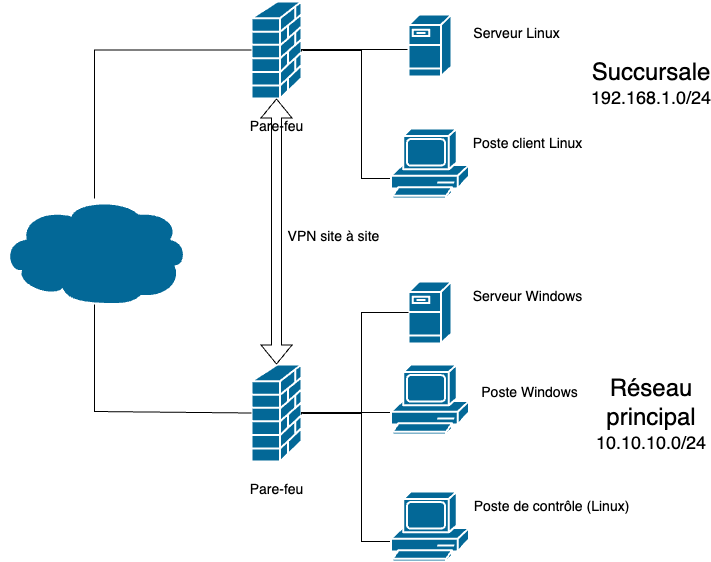 Serveur Linux
Succursale
192.168.1.0/24
Pare-feu
Poste client Linux
VPN site à site
Serveur Windows
Poste Windows
Réseau
principal
10.10.10.0/24
Pare-feu
Poste de contrôle (Linux)